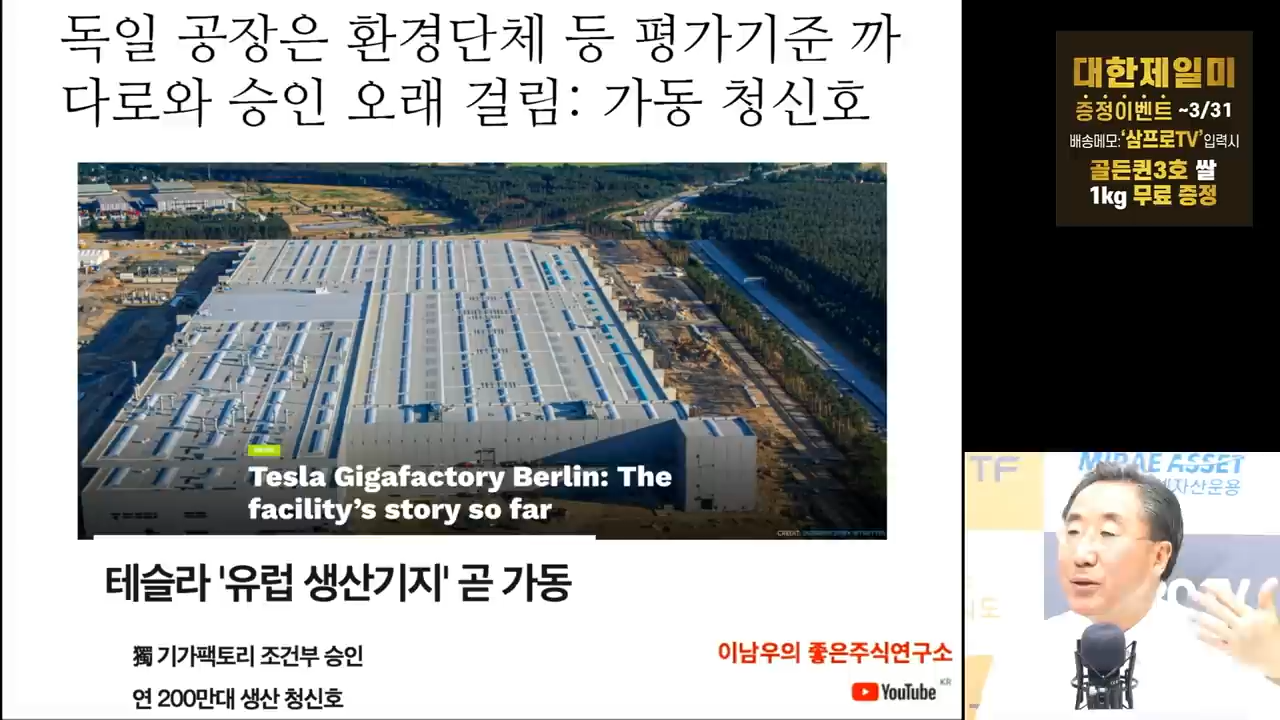 독일 공장은 환경단체 등 평가기준 까
다로와 승인 오래 걸림: 가동 청신호
Tesla Gigafactory Berlin: The
facility's story so far
테슬라 '유럽 생산기지' 곧 가동
獨 기가팩토리 조건부 승인
연 200만대 생산 청신호
이남우의 좋은주식연구소
YouTube KR
대한제일미
증정이벤트 ~3/31
배송메모:'삼프로TV'입력시
골든퀸3호 쌀
1kg 무료 증정
TF
MIRAE ASSET
자산운용